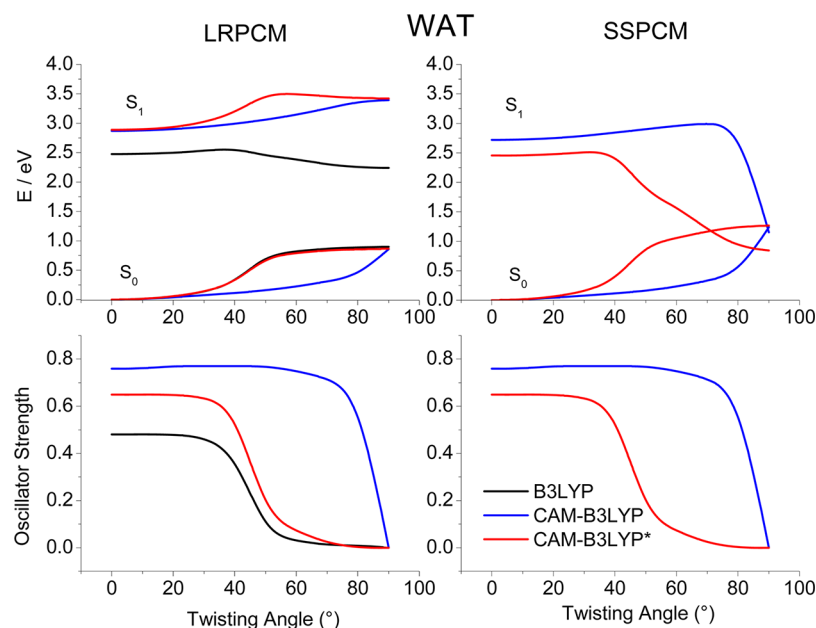 WAT
LRPCM
SSPCM
E / eV
4.0
3.5
3.0
2.5
2.0
1.5
1.0
0.5
0.0
S1
S0
0 20 40 60 80 100
4.0
3.5
3.0
2.5
2.0
1.5
1.0
0.5
0.0
S1
S0
0 20 40 60 80 100
Oscillator Strength
0.8
0.6
0.4
0.2
0.0
0 20 40 60 80 100
Twisting Angle (°)
0.8
0.6
0.4
0.2
0.0
B3LYP
CAM-B3LYP
CAM-B3LYP*
0 20 40 60 80 100
Twisting Angle (°)